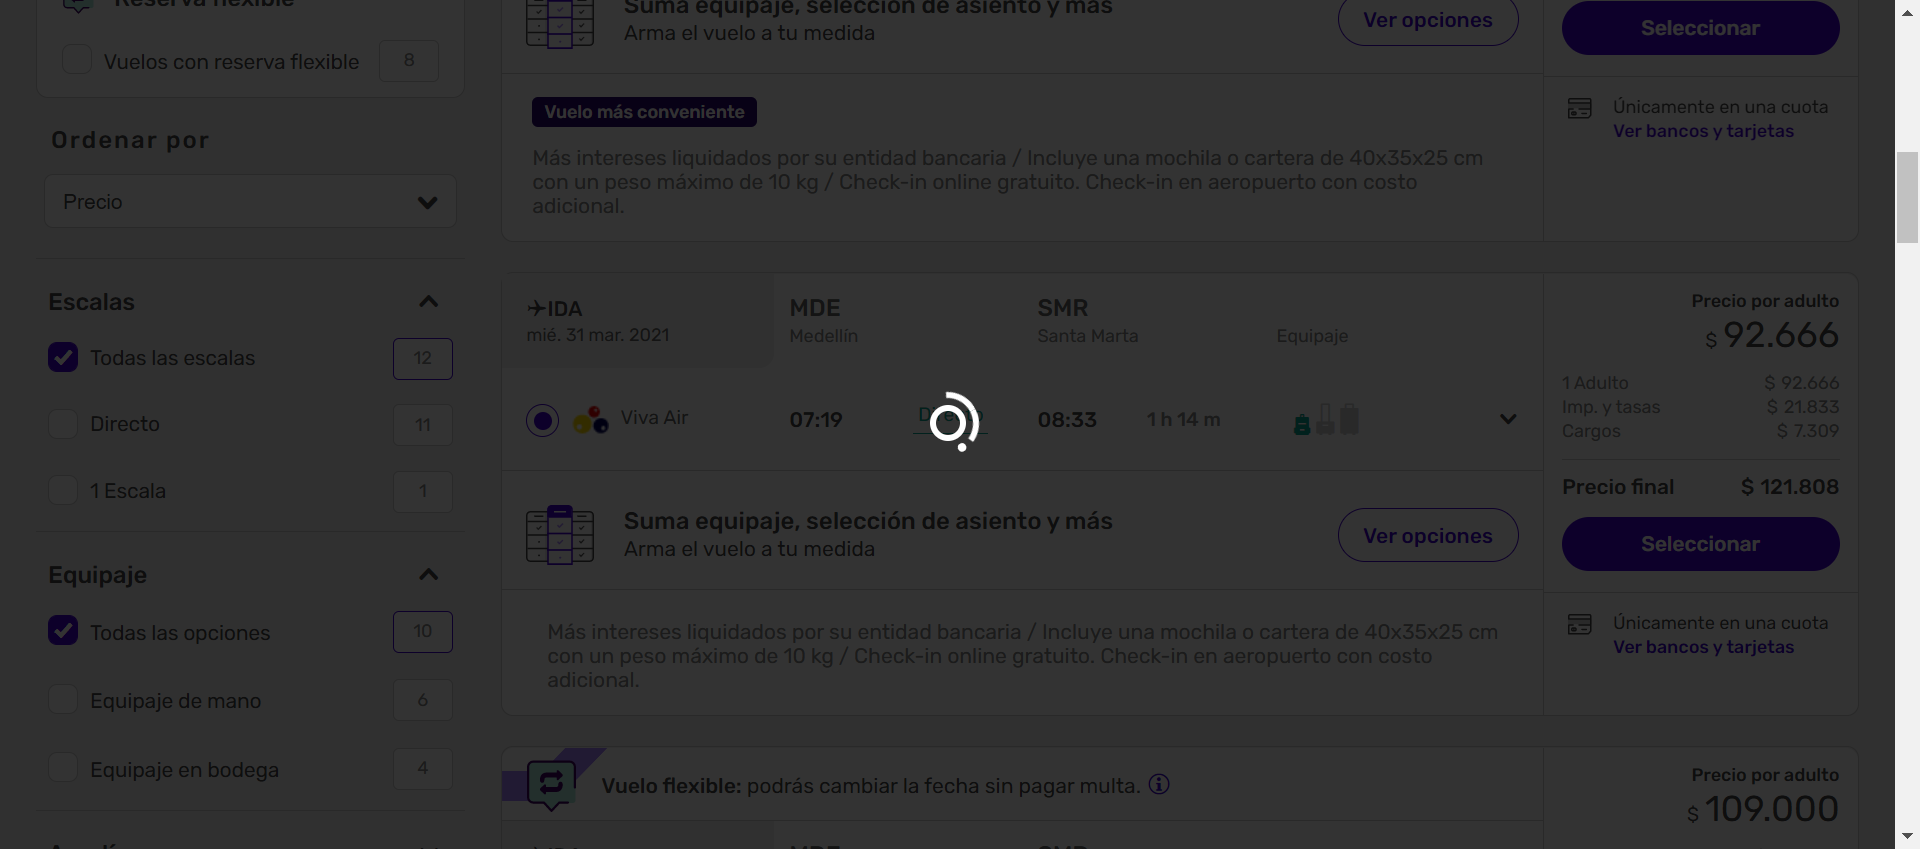 Reserva flexible
Vuelos con reserva flexible 8
Ordenar por
Precio
Escalas
Todas las escalas 12
Directo 11
1 Escala 1
Equipaje
Todas las opciones 10
Equipaje de mano 6
Equipaje en bodega 4
Suma equipaje, selección de asiento y más
Arma el vuelo a tu medida
Ver opciones
Seleccionar
Vuelo más conveniente
Más intereses liquidados por su entidad bancaria / Incluye una mochila o cartera de 40x35x25 cm
con un peso máximo de 10 kg / Check-in online gratuito. Check-in en aeropuerto con costo
adicional.
Únicamente en una cuota
Ver bancos y tarjetas
IDA MDE SMR
mié. 31 mar. 2021 Medellín Santa Marta Equipaje
Viva Air 07:19 Directo 08:33 1 h 14 m
Precio por adulto
$ 92.666
1 Adulto $ 92.666
Imp. y tasas $ 21.833
Cargos $ 7.309
Precio final $ 121.808
Seleccionar
Suma equipaje, selección de asiento y más
Arma el vuelo a tu medida
Ver opciones
Más intereses liquidados por su entidad bancaria / Incluye una mochila o cartera de 40x35x25 cm
con un peso máximo de 10 kg / Check-in online gratuito. Check-in en aeropuerto con costo
adicional.
Únicamente en una cuota
Ver bancos y tarjetas
Vuelo flexible: podrás cambiar la fecha sin pagar multa.
Precio por adulto
$ 109.000